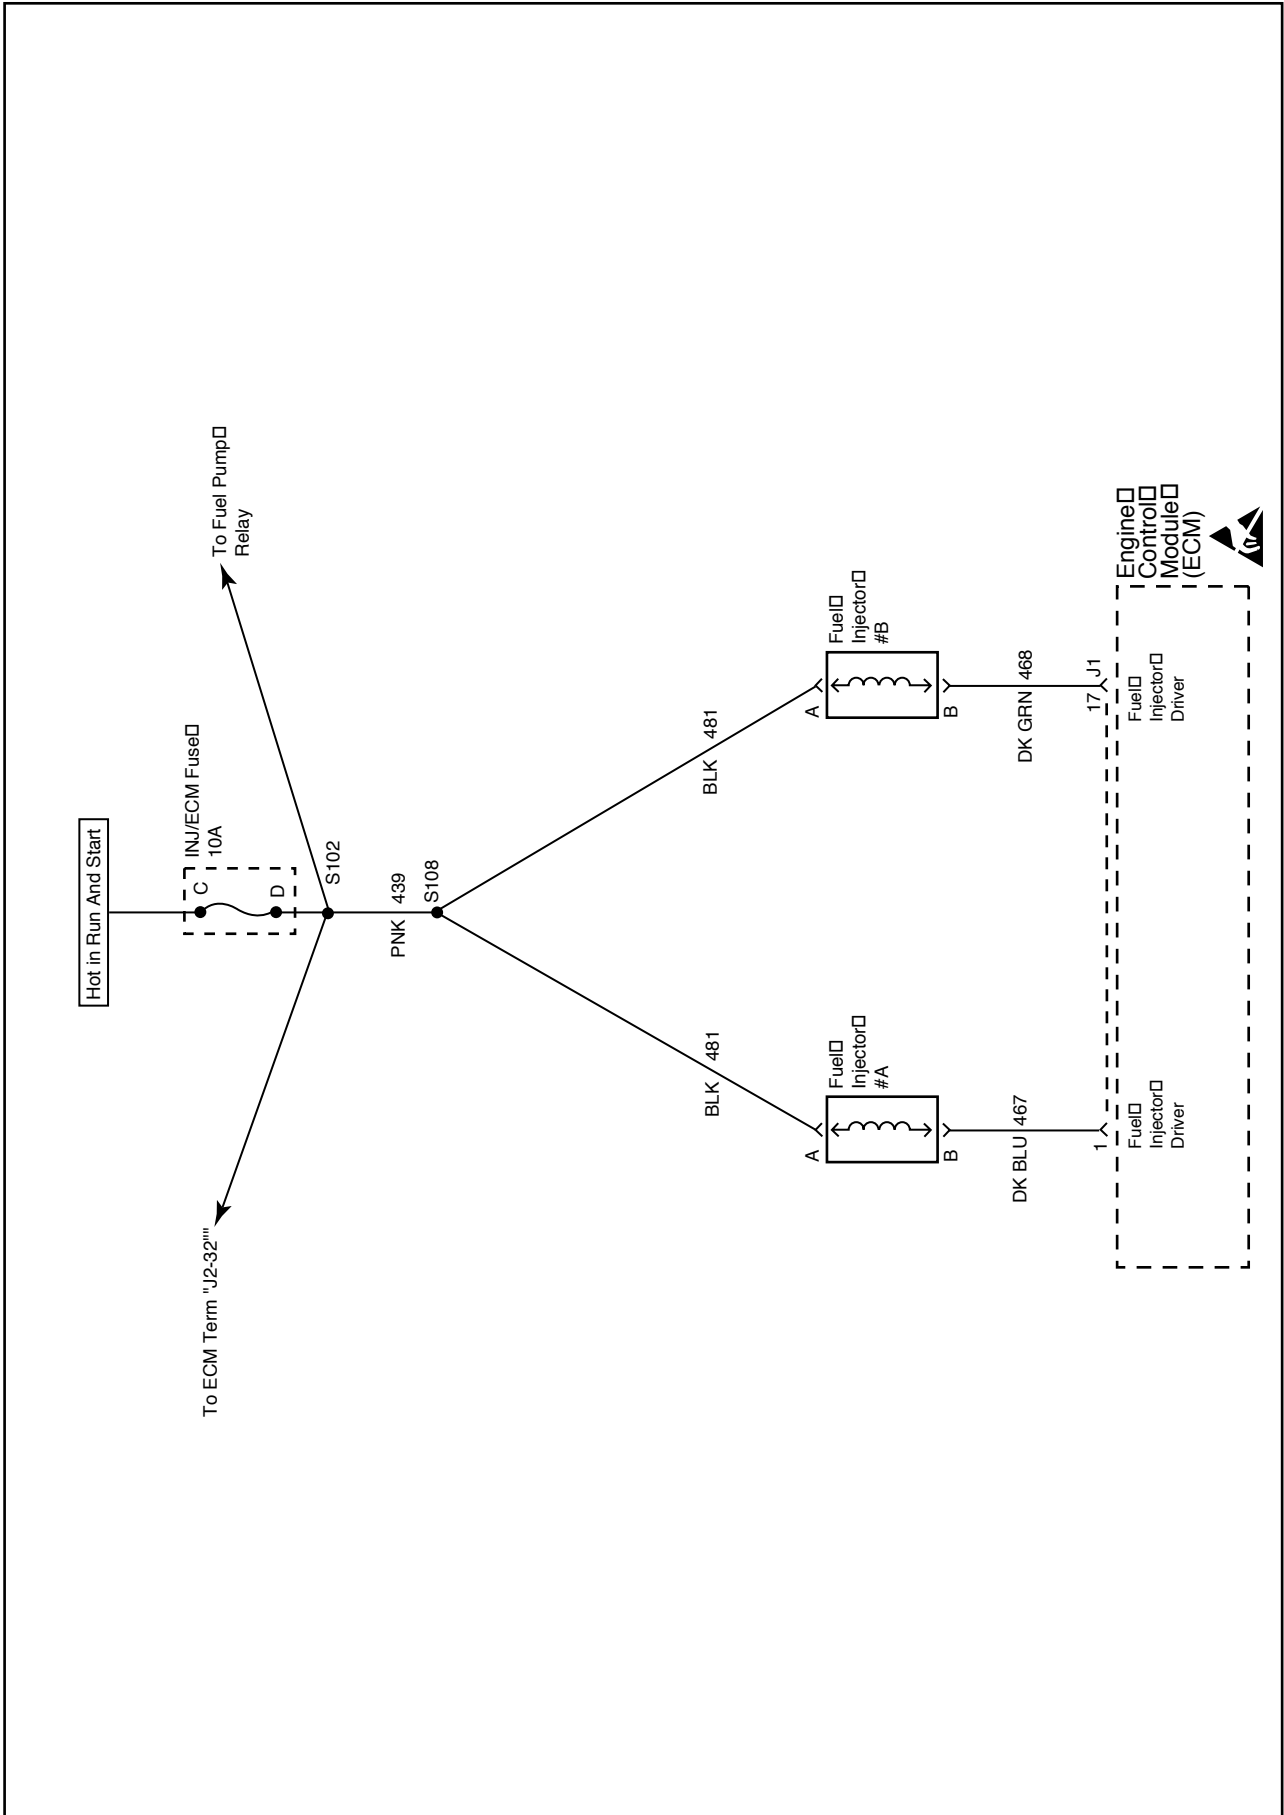 Hot in Run And Start
INJ/ECM Fuse□
10A
C
D
To ECM Term "J2-32""
To Fuel Pump□
Relay
S102
PNK 439
S108
BLK 481
BLK 481
Fuel□
Injector□
#A
A
B
Fuel□
Injector□
#B
A
B
DK BLU 467
DK GRN 468
1
17 J1
Fuel□
Injector□
Driver
Fuel□
Injector□
Driver
Engine□
Control□
Module□
(ECM)